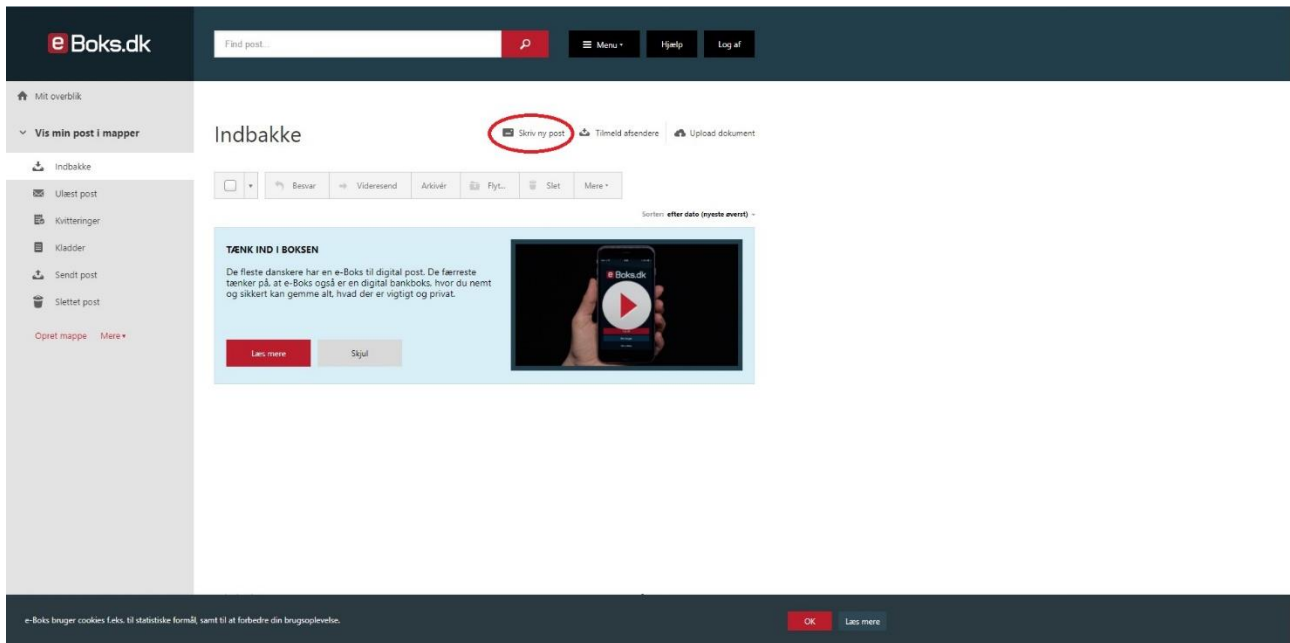 e Boks.dk
Find post...
Menu
Hjælp
Log af
Mit overblik
Vis min post i mapper
Indbakke
Ulæst post
Kvitteringer
Kladder
Sendt post
Slettet post
Opret mappe Mere
Indbakke
Skriv ny post
Tilmeld afsendere
Upload dokument
Besvar
Videresend
Arkivér
Flyt...
Slet
Mere
Sorter: efter dato (nyeste øverst)
TÆNK IND I BOKSEN
De fleste danskere har en e-Boks til digital post. De færreste
tænker på, at e-Boks også er en digital bankboks, hvor du nemt
og sikkert kan gemme alt, hvad der er vigtigt og privat.
Læs mere
Skjul
e Boks.dk
e-Boks bruger cookies f.eks. til statistiske formål, samt til at forbedre din brugsoplevelse.
OK
Læs mere